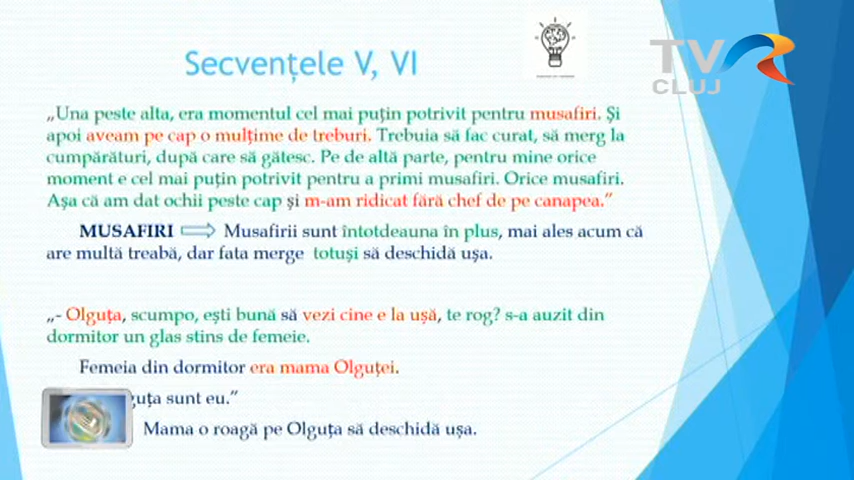 Secvențele V, VI
TV
CLUJ
„Una peste alta, era momentul cel mai puțin potrivit pentru musafiri. Și
apoi aveam pe cap o mulțime de treburi. Trebuia să fac curat, să merg la
cumpărături, după care să gătesc. Pe de altă parte, pentru mine orice
moment e cel mai puțin potrivit pentru a primi musafiri. Orice musafiri.
Așa că am dat ochii peste cap și m-am ridicat fără chef de pe canapea.”
MUSAFIRI Musafirii sunt întotdeauna în plus, mai ales acum că
are multă treabă, dar fata merge totuși să deschidă ușa.
„- Olguța, scumpo, ești bună să vezi cine e la ușă, te rog? s-a auzit din
dormitor un glas stins de femeie.
Femeia din dormitor era mama Olguței.
guța sunt eu.”
Mama o roagă pe Olguța să deschidă ușa.